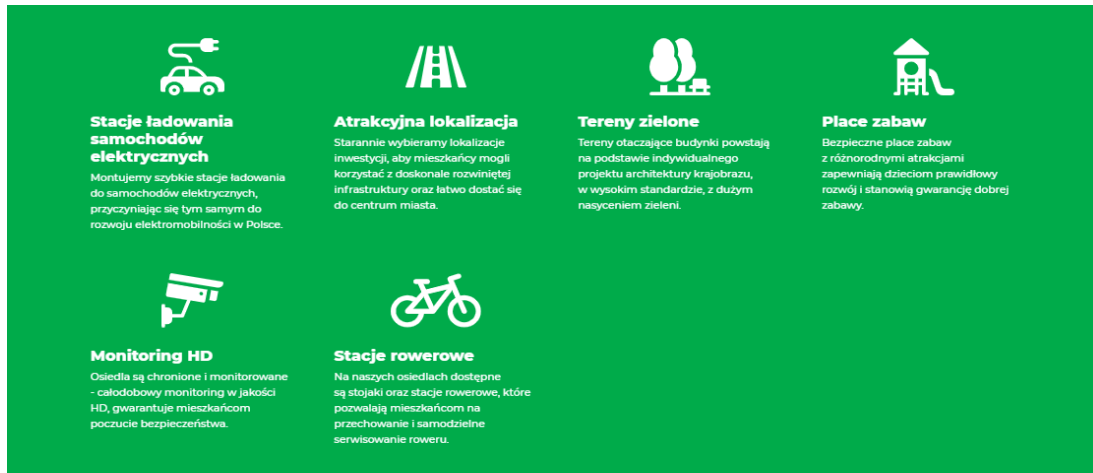 Stacje ładowania
samochodów
elektrycznych
Montujemy szybkie stacje ładowania
do samochodów elektrycznych,
przyczyniając się tym samym do
rozwoju elektromobilności w Polsce.
Atrakcyjna lokalizacja
Starannie wybieramy lokalizacje
inwestycji, aby mieszkańcy mogli
korzystać z doskonale rozwiniętej
infrastruktury oraz łatwo dostać się
do centrum miasta.
Tereny zielone
Tereny otaczające budynki powstają
na podstawie indywidualnego
projektu architektury krajobrazu,
w wysokim standardzie, z dużym
nasyceniem zieleni.
Place zabaw
Bezpieczne place zabaw
z różnorodnymi atrakcjami
zapewniają dzieciom prawidłowy
rozwój i stanowią gwarancję dobrej
zabawy.
Monitoring HD
Osiedla są chronione i monitorowane
- całodobowy monitoring w jakości
HD, gwarantuje mieszkańcom
poczucie bezpieczeństwa.
Stacje rowerowe
Na naszych osiedlach dostępne
są stojaki oraz stacje rowerowe, które
pozwalają mieszkańcom na
przechowanie i samodzielne
serwisowanie roweru.